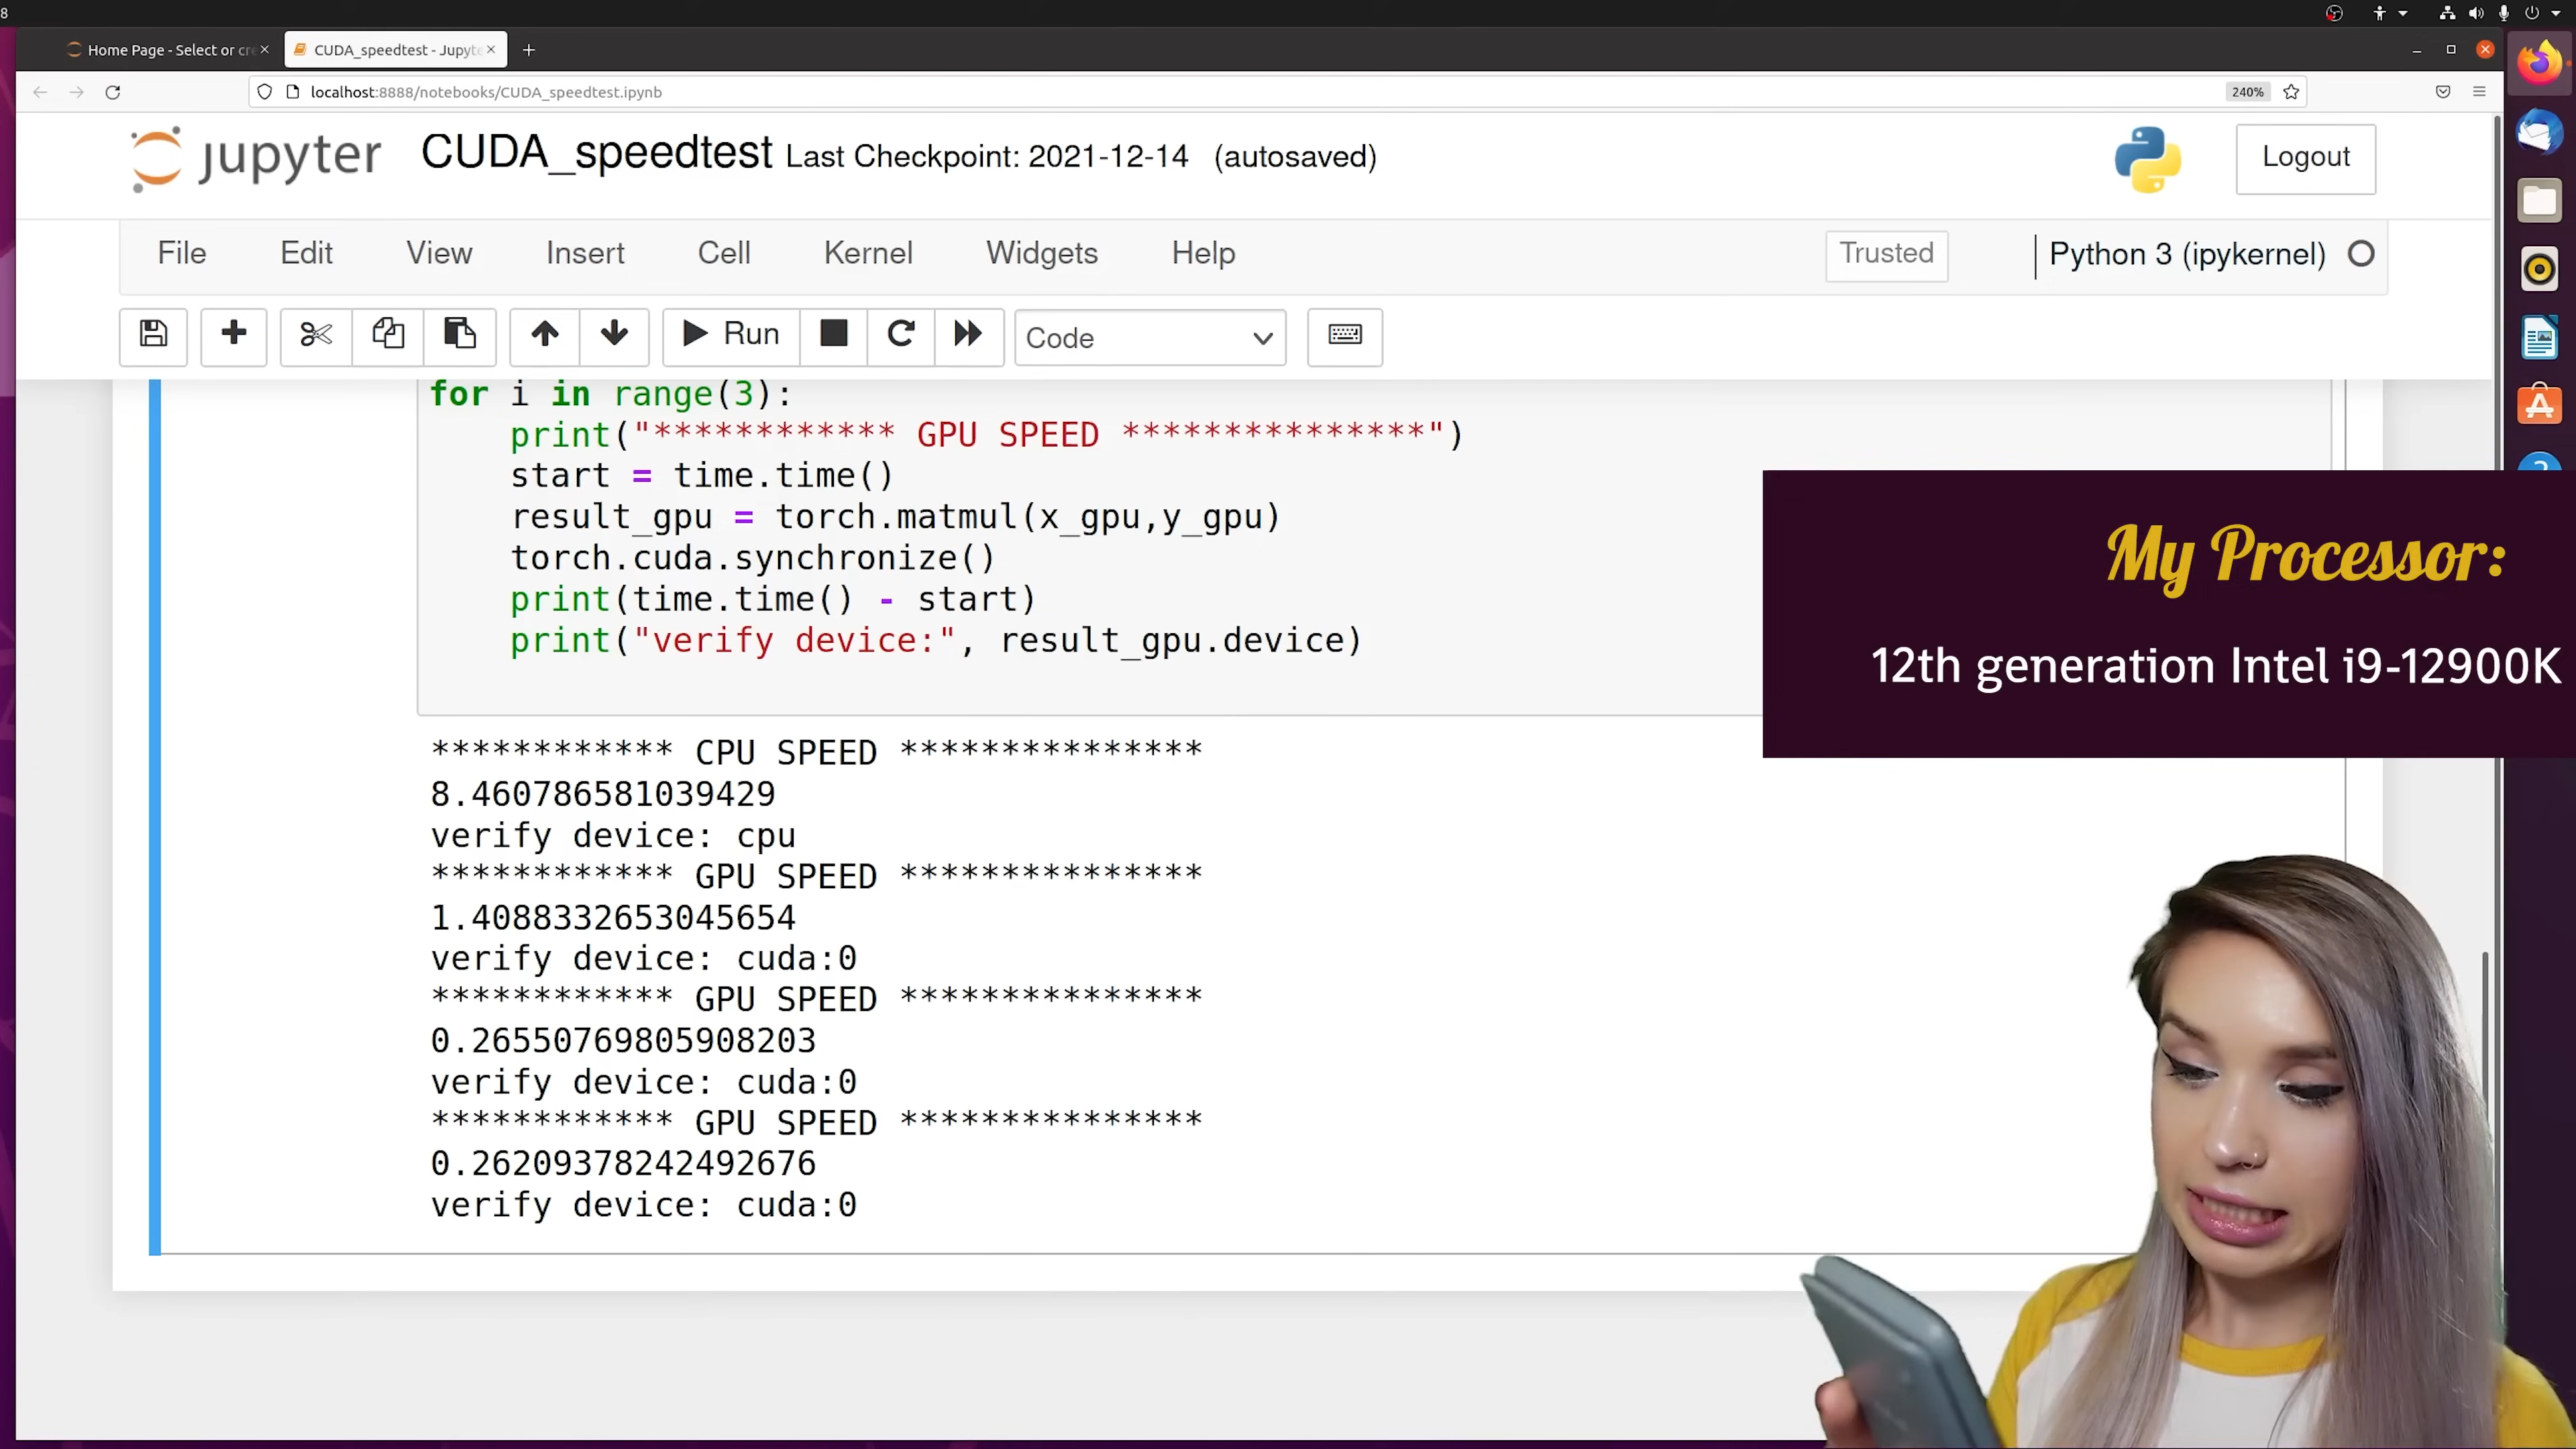 8
Home Page - Select or cre
CUDA_speedtest - Jupyte
localhost:8888/notebooks/CUDA_speedtest.ipynb
240%
jupyter
CUDA_speedtest Last Checkpoint: 2021-12-14 (autosaved)
Logout
File Edit View Insert Cell Kernel Widgets Help
Trusted
Python 3 (ipykernel)
Run
Code
for i in range(3):
print("************ GPU SPEED ***************")
start = time.time()
result_gpu = torch.matmul(x_gpu,y_gpu)
torch.cuda.synchronize()
print(time.time() - start)
print("verify device:", result_gpu.device)
My Processor:
12th generation Intel i9-12900K
************ CPU SPEED ***************
8.460786581039429
verify device: cpu
************ GPU SPEED ***************
1.4088332653045654
verify device: cuda:0
************ GPU SPEED ***************
0.26550769805908203
verify device: cuda:0
************ GPU SPEED ***************
0.26209378242492676
verify device: cuda:0